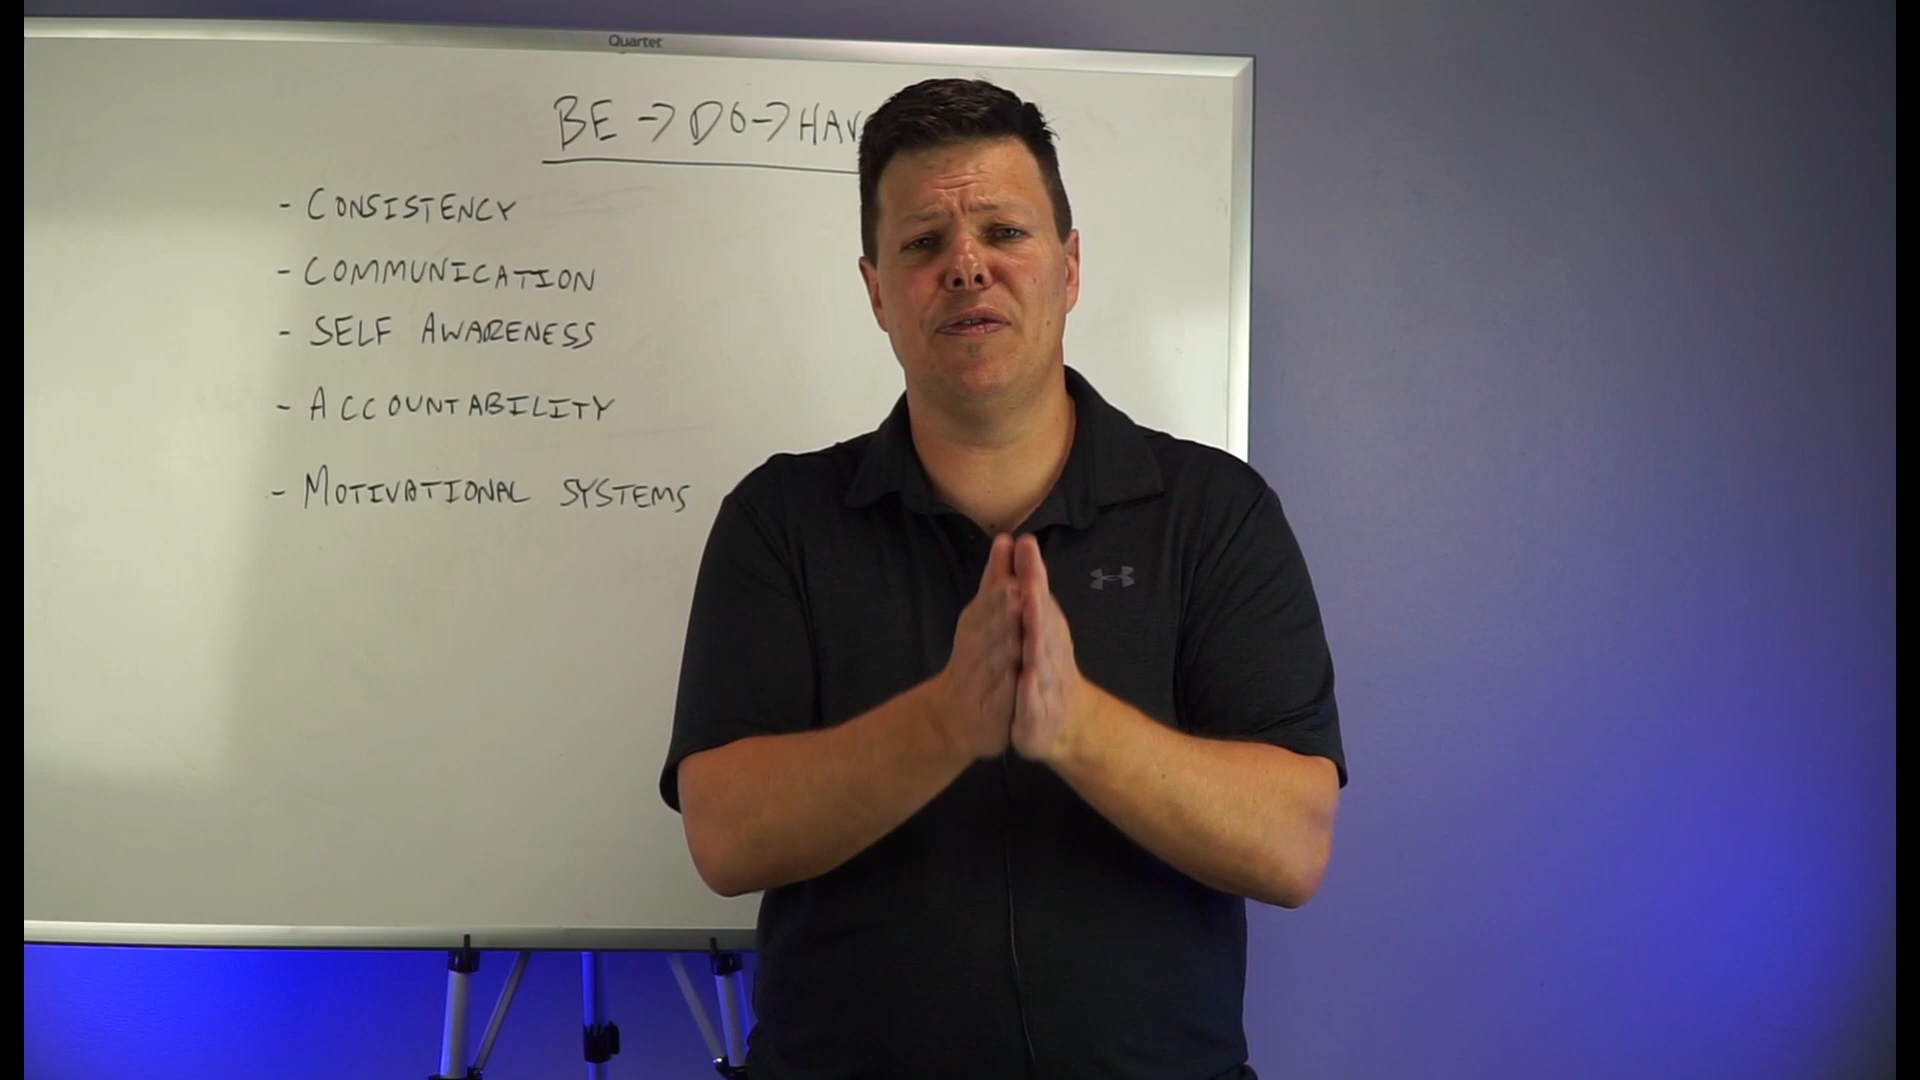 Quartet
BE → DO → HAV
- CONSISTENCY
- COMMUNICATION
- SELF AWARENESS
- ACCOUNTABILITY
- MOTIVATIONAL SYSTEMS